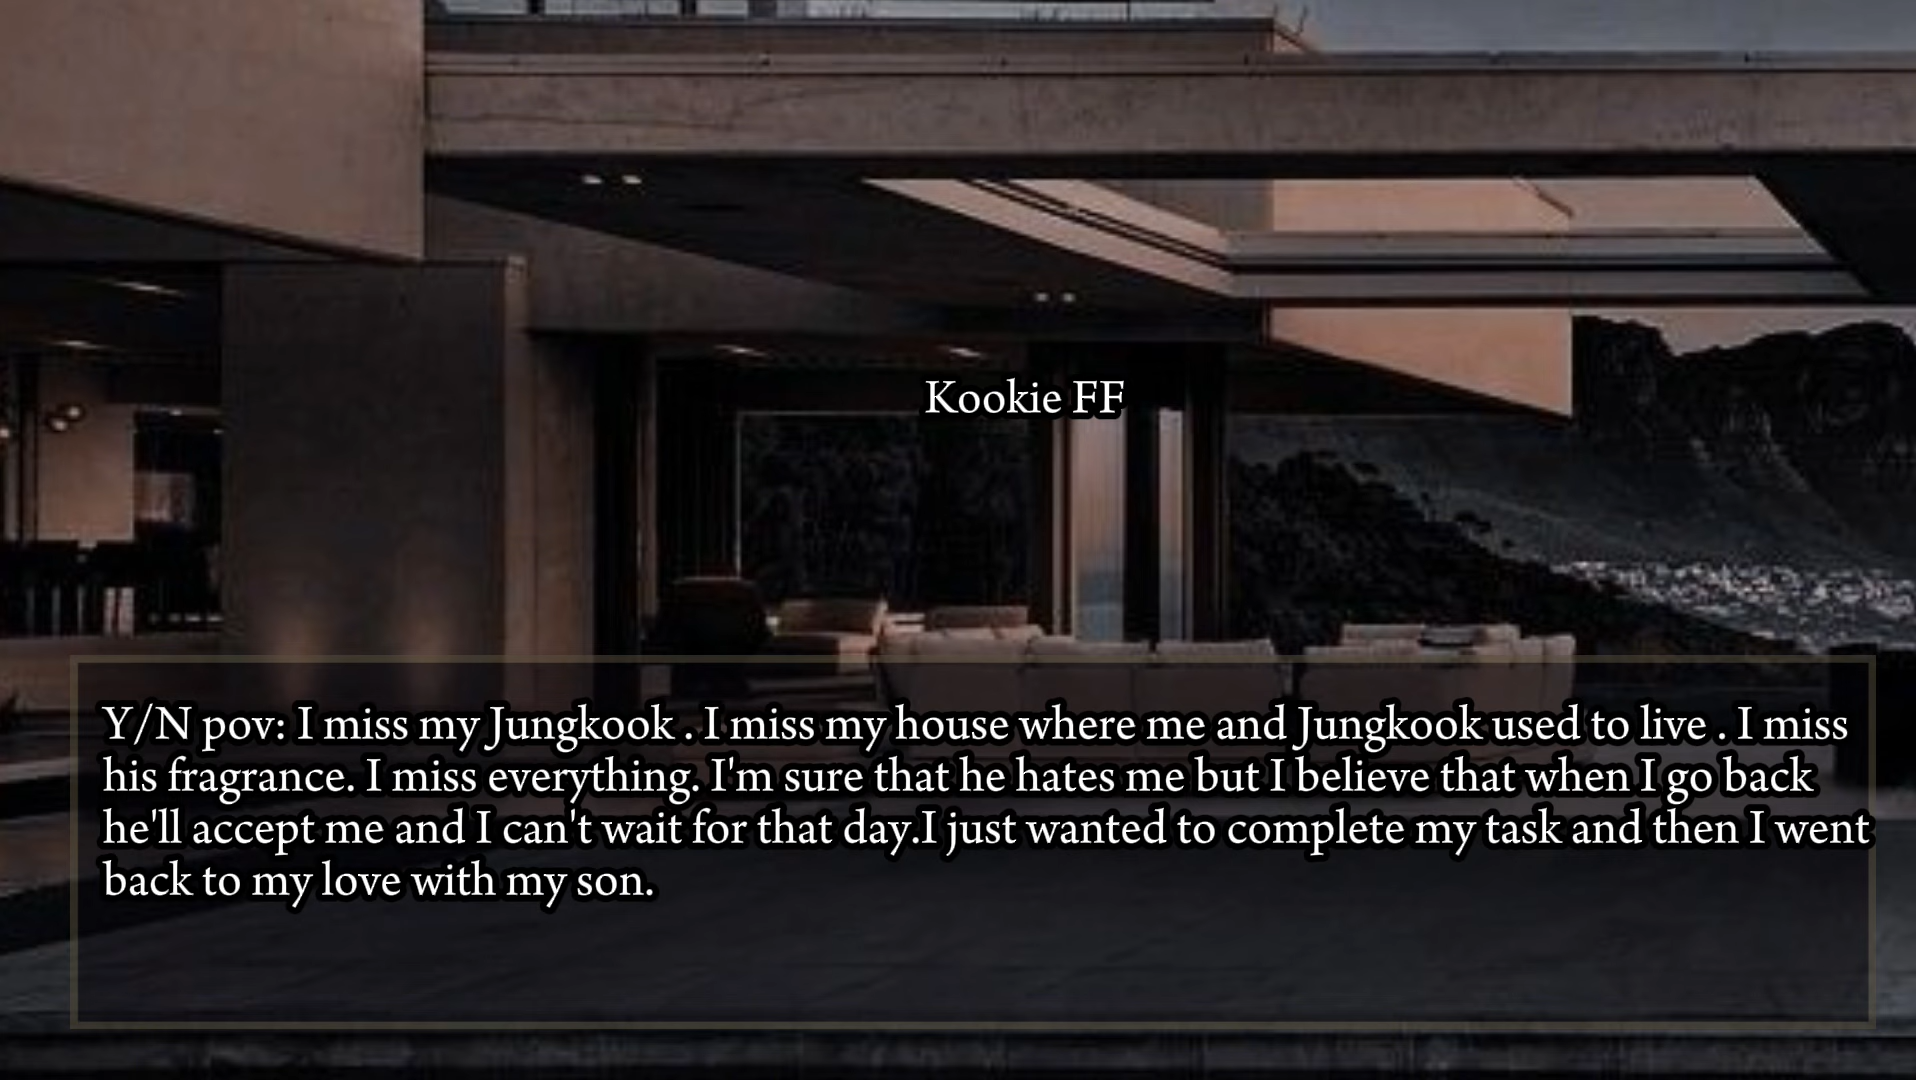 Kookie FF
Y/N pov: I miss my Jungkook . I miss my house where me and Jungkook used to live . I miss
his fragrance. I miss everything. I'm sure that he hates me but I believe that when I go back
he'll accept me and I can't wait for that day.I just wanted to complete my task and then I went
back to my love with my son.